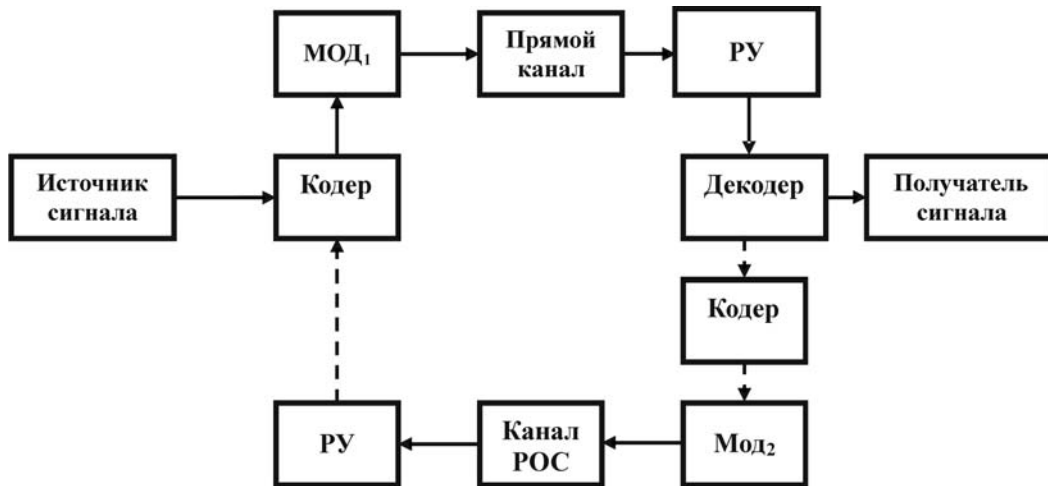 МОД₁
Прямой
канал
РУ
Источник
сигнала
Кодер
Декодер
Получатель
сигнала
Кодер
РУ
Канал
РОС
Мод₂